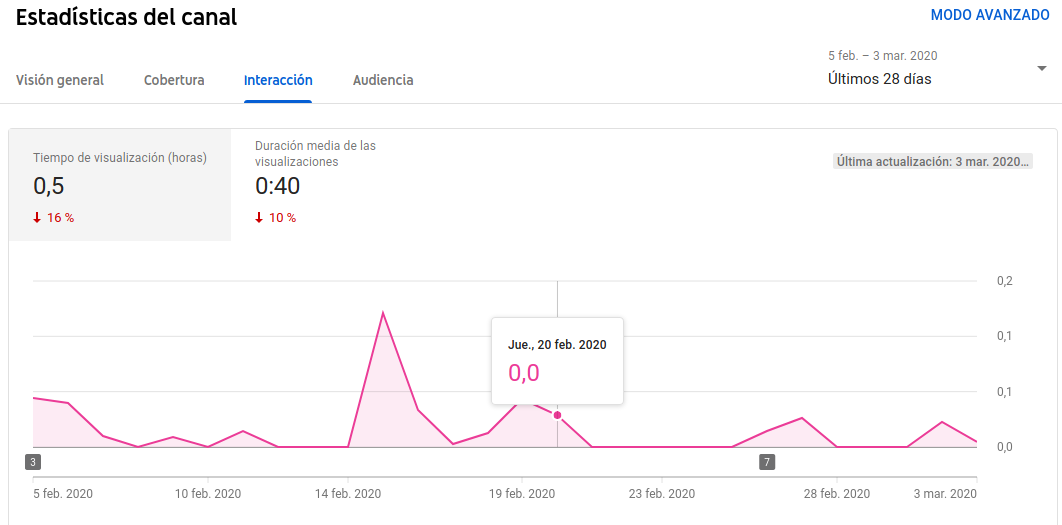 Estadísticas del canal
MODO AVANZADO
5 feb. – 3 mar. 2020
Últimos 28 días
Visión general
Cobertura
Interacción
Audiencia
Tiempo de visualización (horas)
0,5
16 %
Duración media de las
visualizaciones
0:40
10 %
Última actualización: 3 mar. 2020…
0,2
0,1
0,1
0,0
Jue., 20 feb. 2020
0,0
3
7
5 feb. 2020
10 feb. 2020
14 feb. 2020
19 feb. 2020
23 feb. 2020
28 feb. 2020
3 mar. 2020